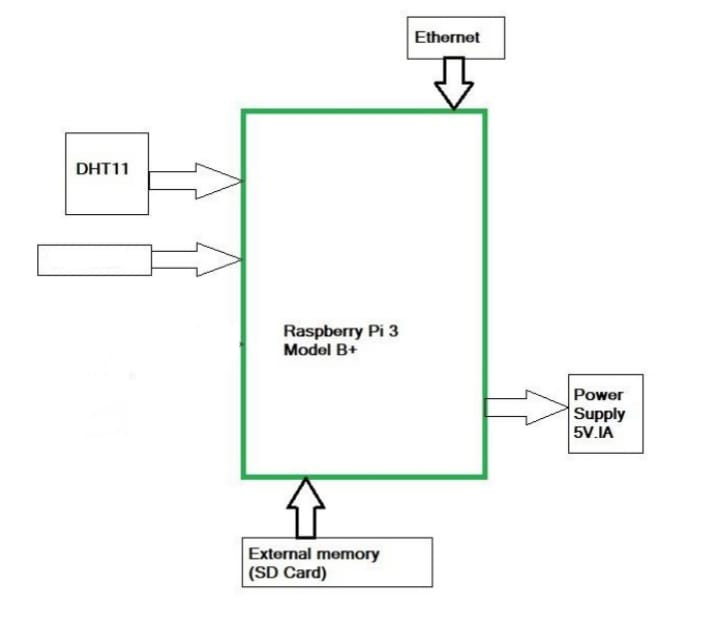 Ethernet
DHT11
Raspberry Pi 3
Model B+
Power
Supply
5V.IA
External memory
(SD Card)